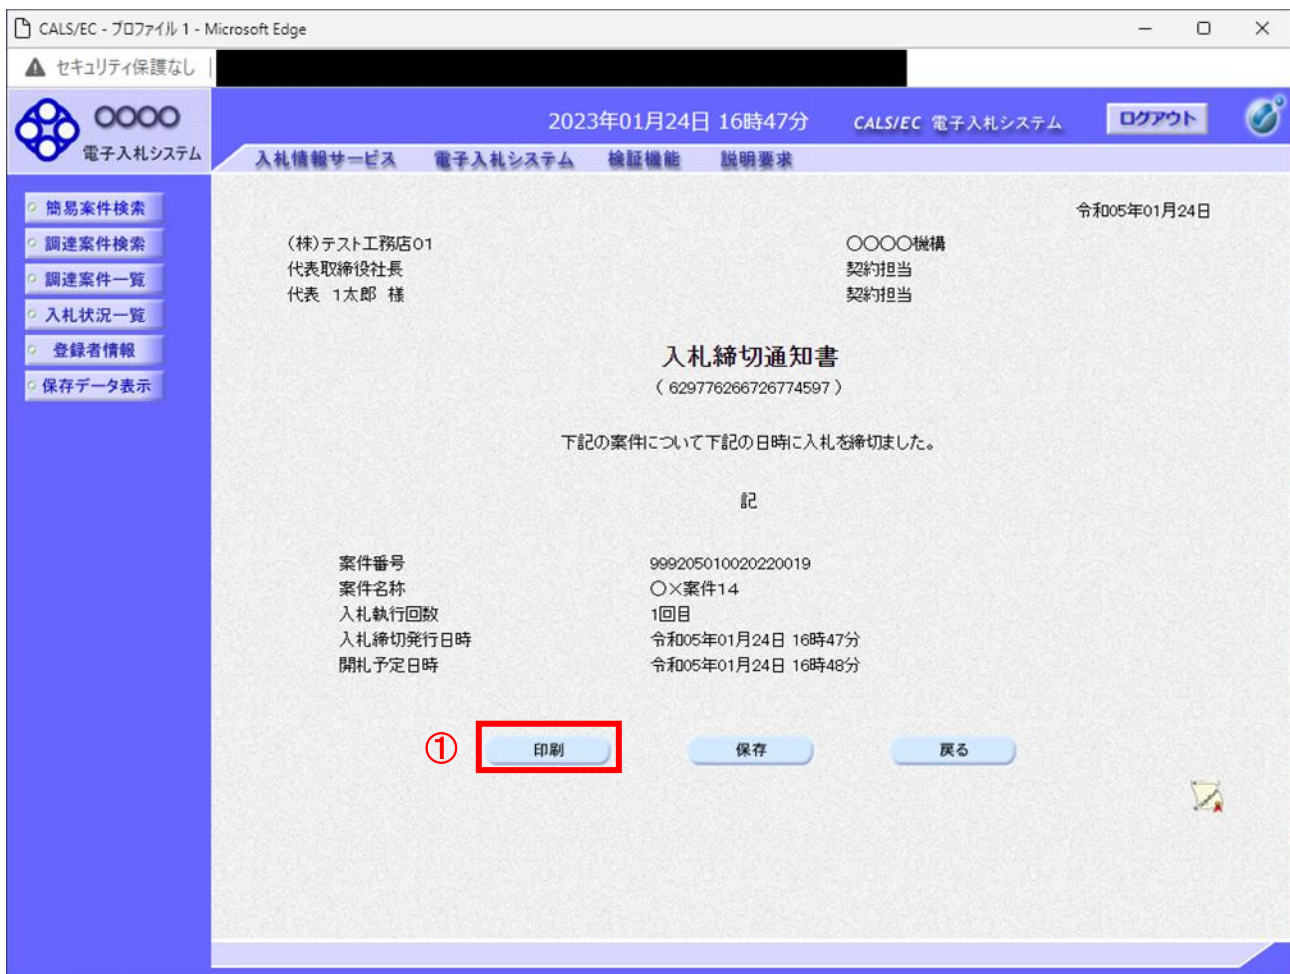 CALS/EC - プロファイル 1 - Microsoft Edge
セキュリティ保護なし
〇〇〇〇
電子入札システム
2023年01月24日 16時47分
CALS/EC 電子入札システム
ログアウト
入札情報サービス 電子入札システム 検証機能 説明要求
簡易案件検索
調達案件検索
調達案件一覧
入札状況一覧
登録者情報
保存データ表示
令和05年01月24日
(株)テスト工務店01
代表取締役社長
代表 1太郎 様
〇〇〇〇機構
契約担当
契約担当
入札締切通知書
( 629776266726774597 )
下記の案件について下記の日時に入札を締切ました。
記
案件番号 999205010020220019
案件名称 〇×案件14
入札執行回数 1回目
入札締切発行日時 令和05年01月24日 16時47分
開札予定日時 令和05年01月24日 16時48分
① 印刷 保存 戻る